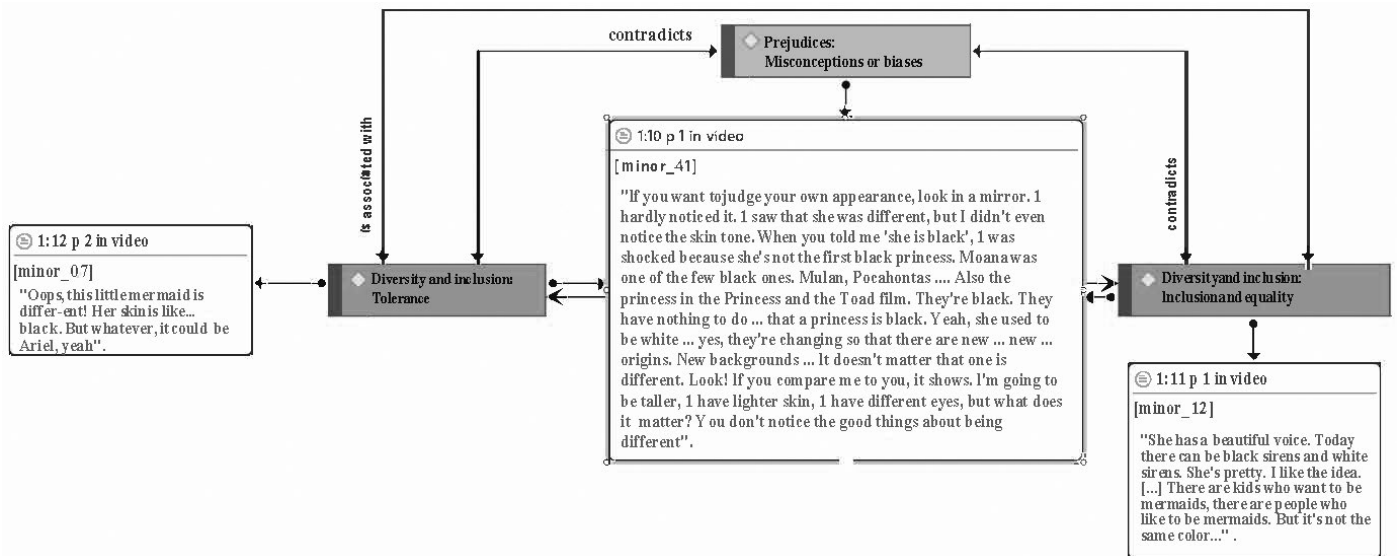 contradicts
Prejudices:
Misconceptions or biases
is associated with
contradicts
1:10 p 1 in video
[minor_41]
"If you want tojudge your own appearance, look in a mirror. 1
hardly noticed it. 1 saw that she was different, but I didn't even
notice the skin tone. When you told me 'she is black', 1 was
shocked because she's not the first black princess. Moana was
one of the few black ones. Mulan, Pocahontas .... Also the
princess in the Princess and the Toad film. They're black. They
have nothing to do ... that a princess is black. Yeah, she used to
be white ... yes, they're changing so that there are new ... new ...
origins. New backgrounds ... It doesn't matter that one is
different. Look! If you compare me to you, it shows. I'm going to
be taller, 1 have lighter skin, 1 have different eyes, but what does
it matter? You don't notice the good things about being
different".
1:12 p 2 in video
[minor_07]
"Oops, this little mermaid is
differ-ent! Her skin is like...
black. But whatever, it could be
Ariel, yeah".
Diversity and inclusion:
Tolerance
Diversityand inclusion:
Inclusionand equality
1:11 p 1 in video
[minor_12]
"She has a beautiful voice. Today
there can be black sirens and white
sirens. She's pretty. I like the idea.
[...] There are kids who want to be
mermaids, there are people who
like to be mermaids. But it's not the
same color..." .